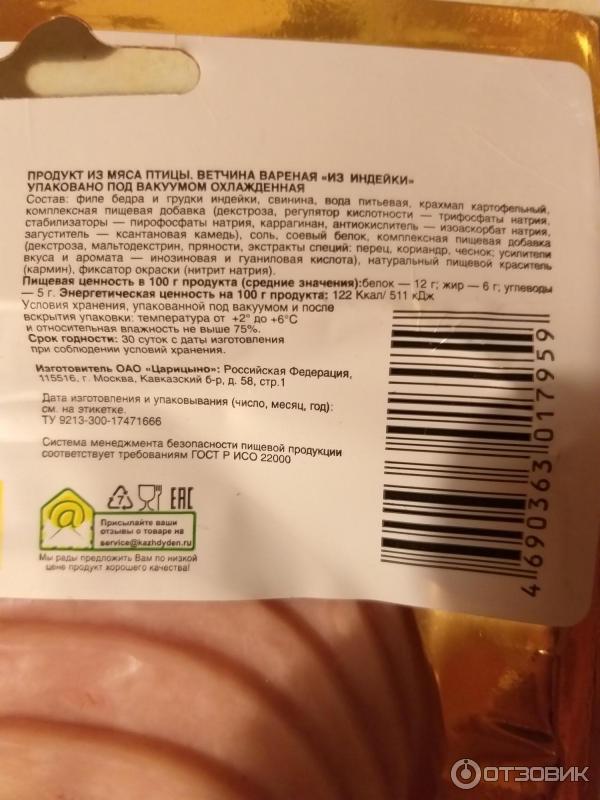 ПРОДУКТ ИЗ МЯСА ПТИЦЫ. ВЕТЧИНА ВАРЕНАЯ «ИЗ ИНДЕЙКИ»
УПАКОВАНО ПОД ВАКУУМОМ ОХЛАЖДЕННАЯ
Состав: филе бедра и грудки индейки, свинина, вода питьевая, крахмал картофельный,
комплексная пищевая добавка (декстроза, регулятор кислотности — трифосфаты натрия,
стабилизаторы — пирофосфаты натрия, каррагинан, антиокислитель — изоаскорбат натрия,
загуститель — ксантановая камедь), соль, соевый белок, комплексная пищевая добавка
(декстроза, мальтодекстрин, пряности, экстракты специй: перец, кориандр, чеснок; усилители
вкуса и аромата — инозиновая и гуаниловая кислота), натуральный пищевой краситель
(кармин), фиксатор окраски (нитрит натрия).
Пищевая ценность в 100 г продукта (средние значения):белок — 12 г; жир — 6 г; углеводы
— 5 г. Энергетическая ценность на 100 г продукта: 122 Ккал/ 511 кДж
Условия хранения, упакованной под вакуумом и после
вскрытия упаковки: температура от +2° до +6°С
и относительная влажность не выше 75%.
Срок годности: 30 суток с даты изготовления
при соблюдении условий хранения.
Изготовитель ОАО «Царицыно»: Российская Федерация,
115516, г. Москва, Кавказский б-р, д. 58, стр.1
Дата изготовления и упаковывания (число, месяц, год):
см. на этикетке.
ТУ 9213-300-17471666
Система менеджмента безопасности пищевой продукции
соответствует требованиям ГОСТ Р ИСО 22000
7
EAC
@
Присылайте ваши
отзывы о товаре на
service@kazhdyden.ru
Мы рады предложить Вам по низкой
цене продукт хорошего качества!
4 690363 017959
ОТЗОВИК